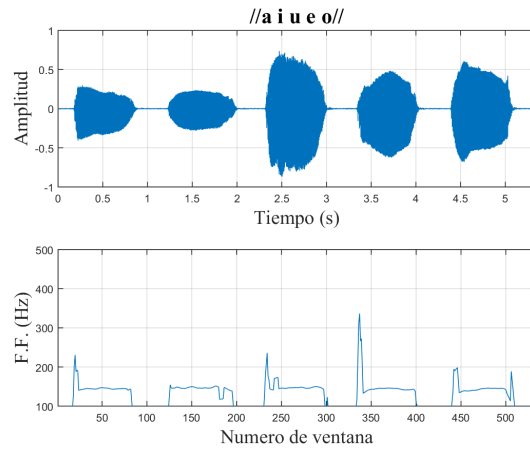 //a i u e o//
1
0.5
0
-0.5
-1
Amplitud
0 0.5 1 1.5 2 2.5 3 3.5 4 4.5 5
Tiempo (s)
500
400
300
200
100
F.F. (Hz)
50 100 150 200 250 300 350 400 450 500
Numero de ventana